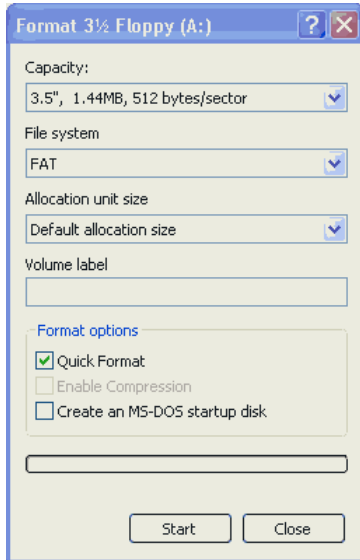 Format 3½ Floppy (A:)
Capacity:
3.5", 1.44MB, 512 bytes/sector
File system
FAT
Allocation unit size
Default allocation size
Volume label
Format options
Quick Format
Enable Compression
Create an MS-DOS startup disk
Start Close